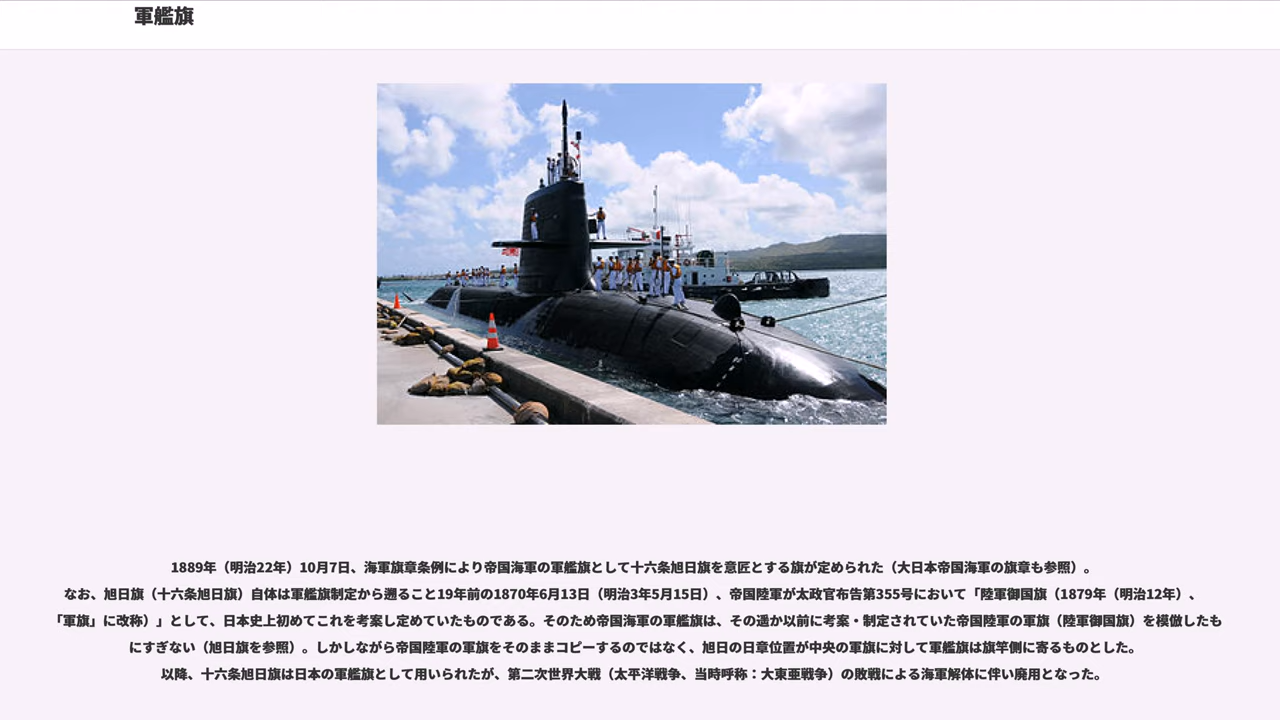 軍艦旗
1889年（明治22年）10月7日、海軍旗章条例により帝国海軍の軍艦旗として十六条旭日旗を意匠とする旗が定められた（大日本帝国海軍の旗章も参照）。
なお、旭日旗（十六条旭日旗）自体は軍艦旗制定から遡ること19年前の1870年6月13日（明治3年5月15日）、帝国陸軍が太政官布告第355号において「陸軍御国旗（1879年（明治12年）、
「軍旗」に改称）」として、日本史上初めてこれを考案し定めていたものである。そのため帝国海軍の軍艦旗は、その遥か以前に考案・制定されていた帝国陸軍の軍旗（陸軍御国旗）を模倣したも
にすぎない（旭日旗を参照）。しかしながら帝国陸軍の軍旗をそのままコピーするのではなく、旭日の日章位置が中央の軍旗に対して軍艦旗は旗竿側に寄るものとした。
以降、十六条旭日旗は日本の軍艦旗として用いられたが、第二次世界大戦（太平洋戦争、当時呼称：大東亜戦争）の敗戦による海軍解体に伴い廃用となった。